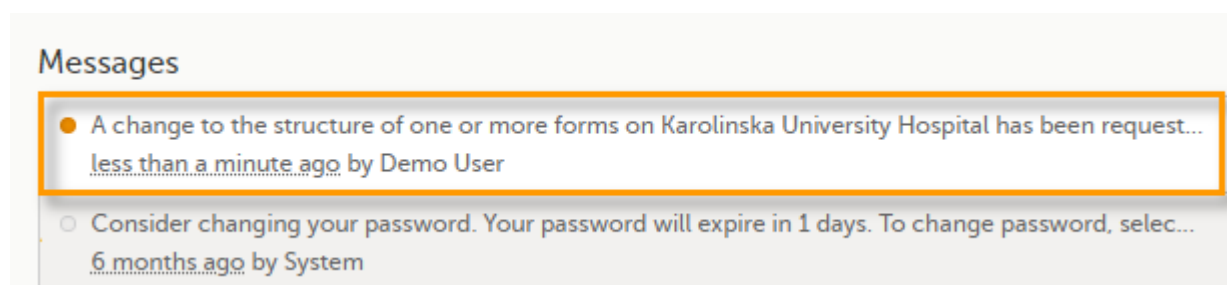 Messages
A change to the structure of one or more forms on Karolinska University Hospital has been request...
less than a minute ago by Demo User
Consider changing your password. Your password will expire in 1 days. To change password, selec...
6 months ago by System